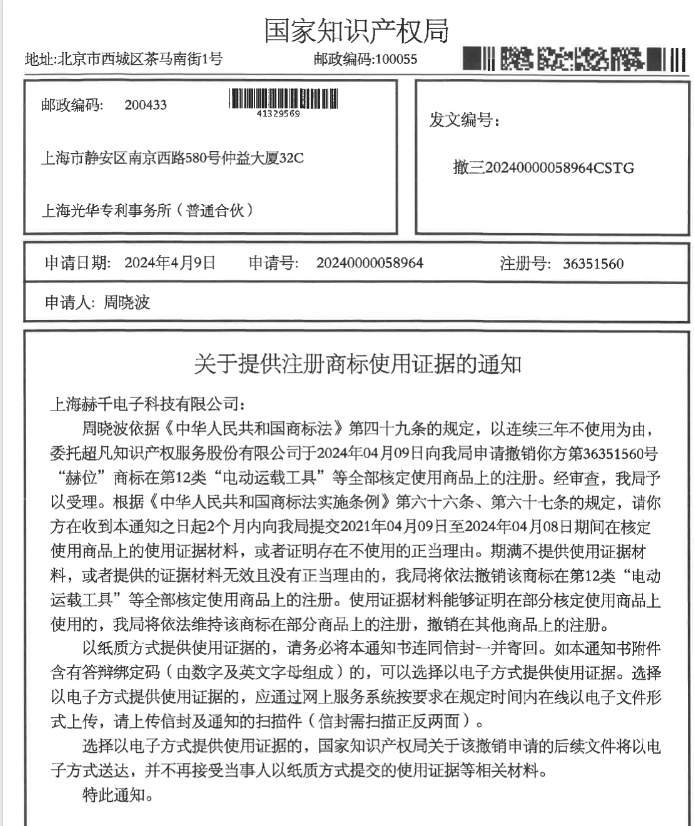 国家知识产权局
地址:北京市西城区茶马南街1号 邮政编码:100055
邮政编码: 200433
41329569
上海市静安区南京西路580号仲益大厦32C
上海光华专利事务所（普通合伙）
发文编号:
撤三20240000058964CSTG
申请日期: 2024年4月9日 申请号: 20240000058964 注册号: 36351560
申请人: 周晓波
关于提供注册商标使用证据的通知
上海赫千电子科技有限公司:
周晓波依据《中华人民共和国商标法》第四十九条的规定，以连续三年不使用为由，
委托超凡知识产权服务股份有限公司于2024年04月09日向我局申请撤销你方第36351560号
“赫位”商标在第12类“电动运载工具”等全部核定使用商品上的注册。经审查，我局予
以受理。根据《中华人民共和国商标法实施条例》第六十六条、第六十七条的规定，请你
方在收到本通知之日起2个月内向我局提交2021年04月09日至2024年04月08日期间在核定
使用商品上的使用证据材料，或者证明存在不使用的正当理由。期满不提供使用证据材
料，或者提供的证据材料无效且没有正当理由的，我局将依法撤销该商标在第12类“电动
运载工具”等全部核定使用商品上的注册。使用证据材料能够证明在部分核定使用商品上
使用的，我局将依法维持该商标在部分商品上的注册，撤销在其他商品上的注册。
以纸质方式提供使用证据的，请务必将本通知书连同信封一并寄回。如本通知书附件
含有答辩绑定码（由数字及英文字母组成）的，可以选择以电子方式提供使用证据。选择
以电子方式提供使用证据的，应通过网上服务系统按要求在规定时间内在线以电子文件形
式上传，请上传信封及通知的扫描件（信封需扫描正反两面）。
选择以电子方式提供使用证据的，国家知识产权局关于该撤销申请的后续文件将以电
子方式送达，并不再接受当事人以纸质方式提交的使用证据等相关材料。
特此通知。